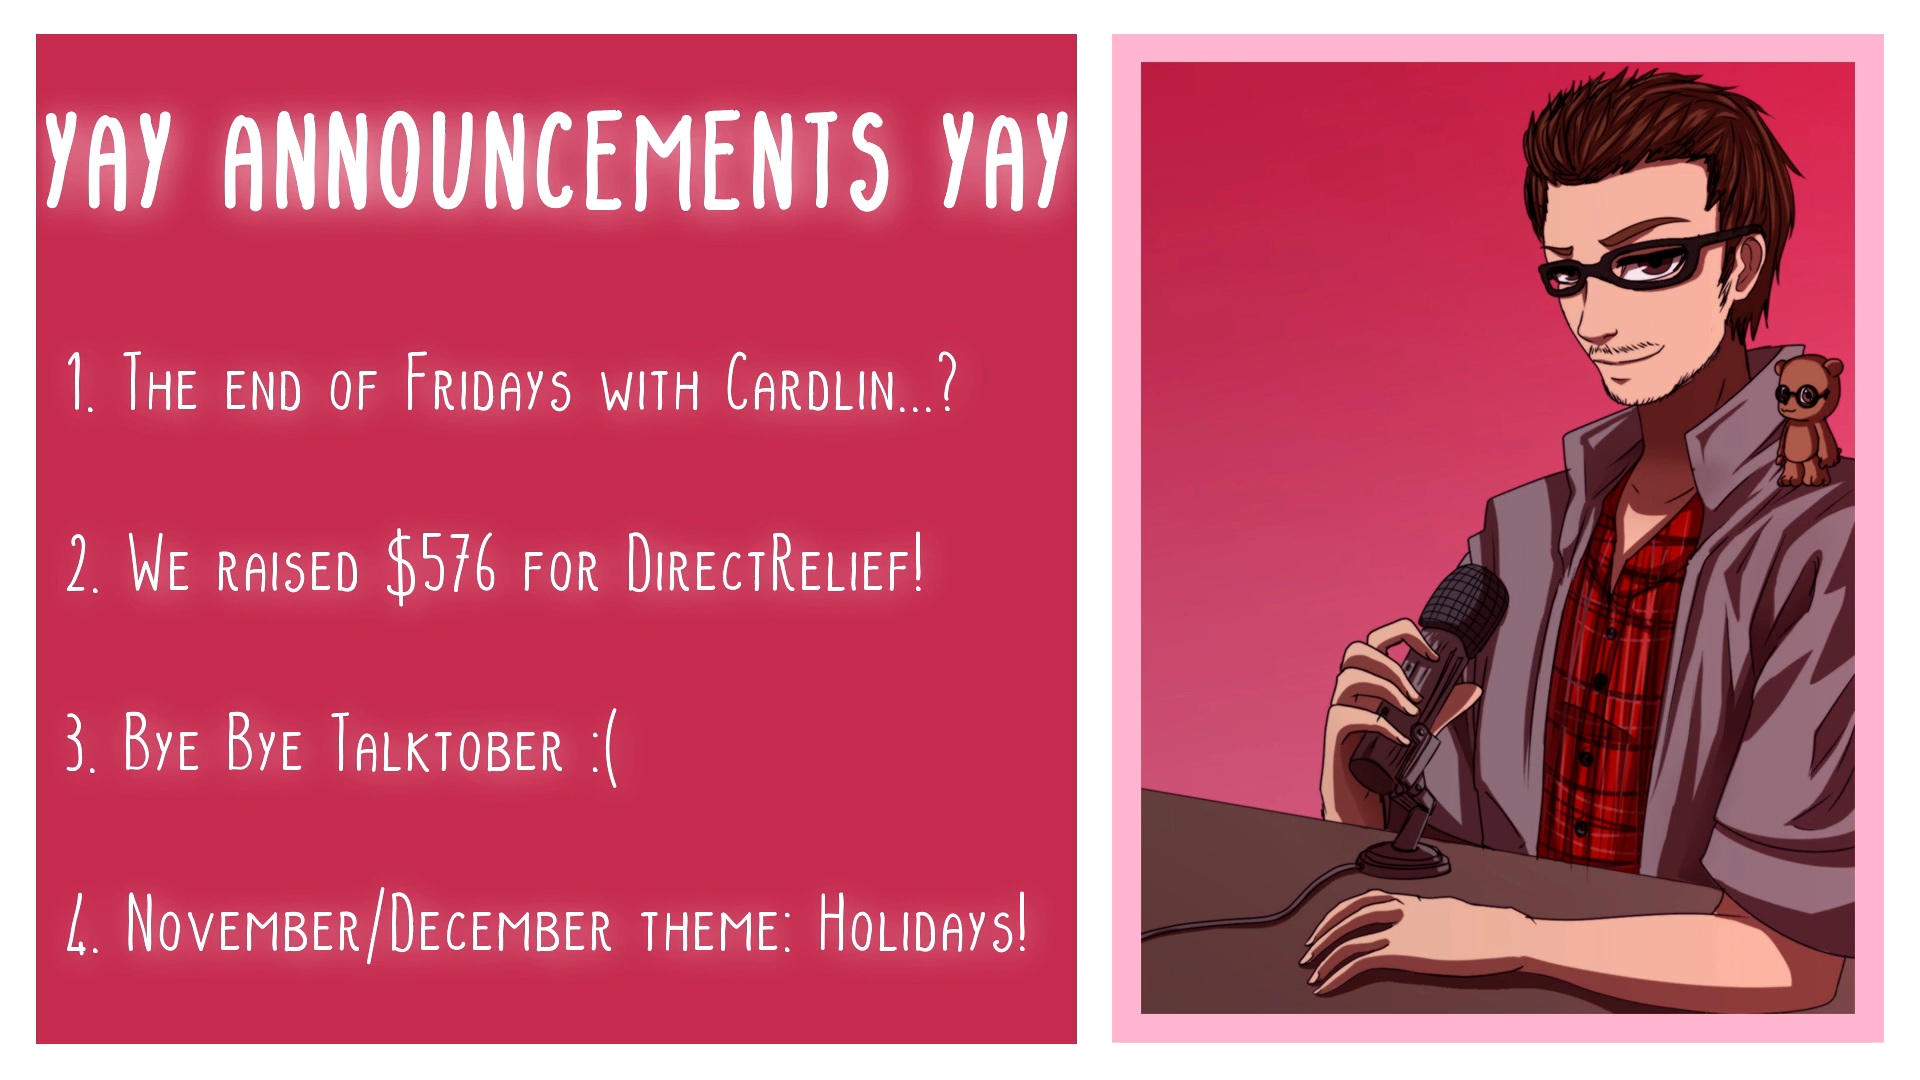 YAY ANNOUNCEMENTS YAY
1. The end of Fridays with Cardlin...?
2. We raised $576 for DirectRelief!
3. Bye Bye Talktober :(
4. November/December theme: Holidays!